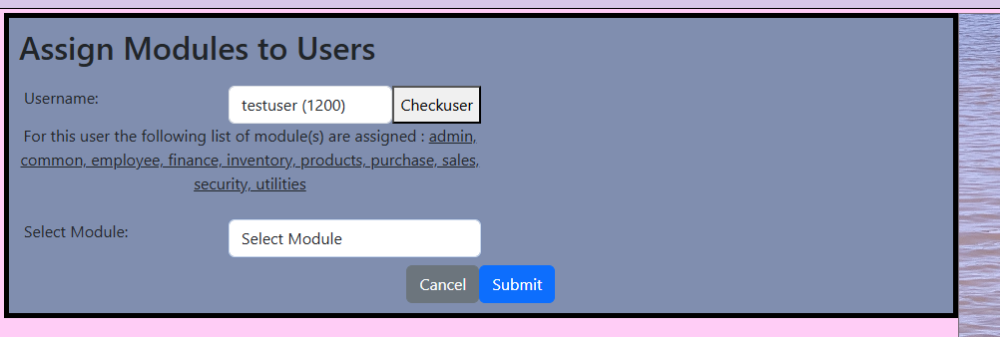 Assign Modules to Users
Username:
testuser (1200)
Checkuser
For this user the following list of module(s) are assigned : admin,
common, employee, finance, inventory, products, purchase, sales,
security, utilities
Select Module:
Select Module
Cancel
Submit